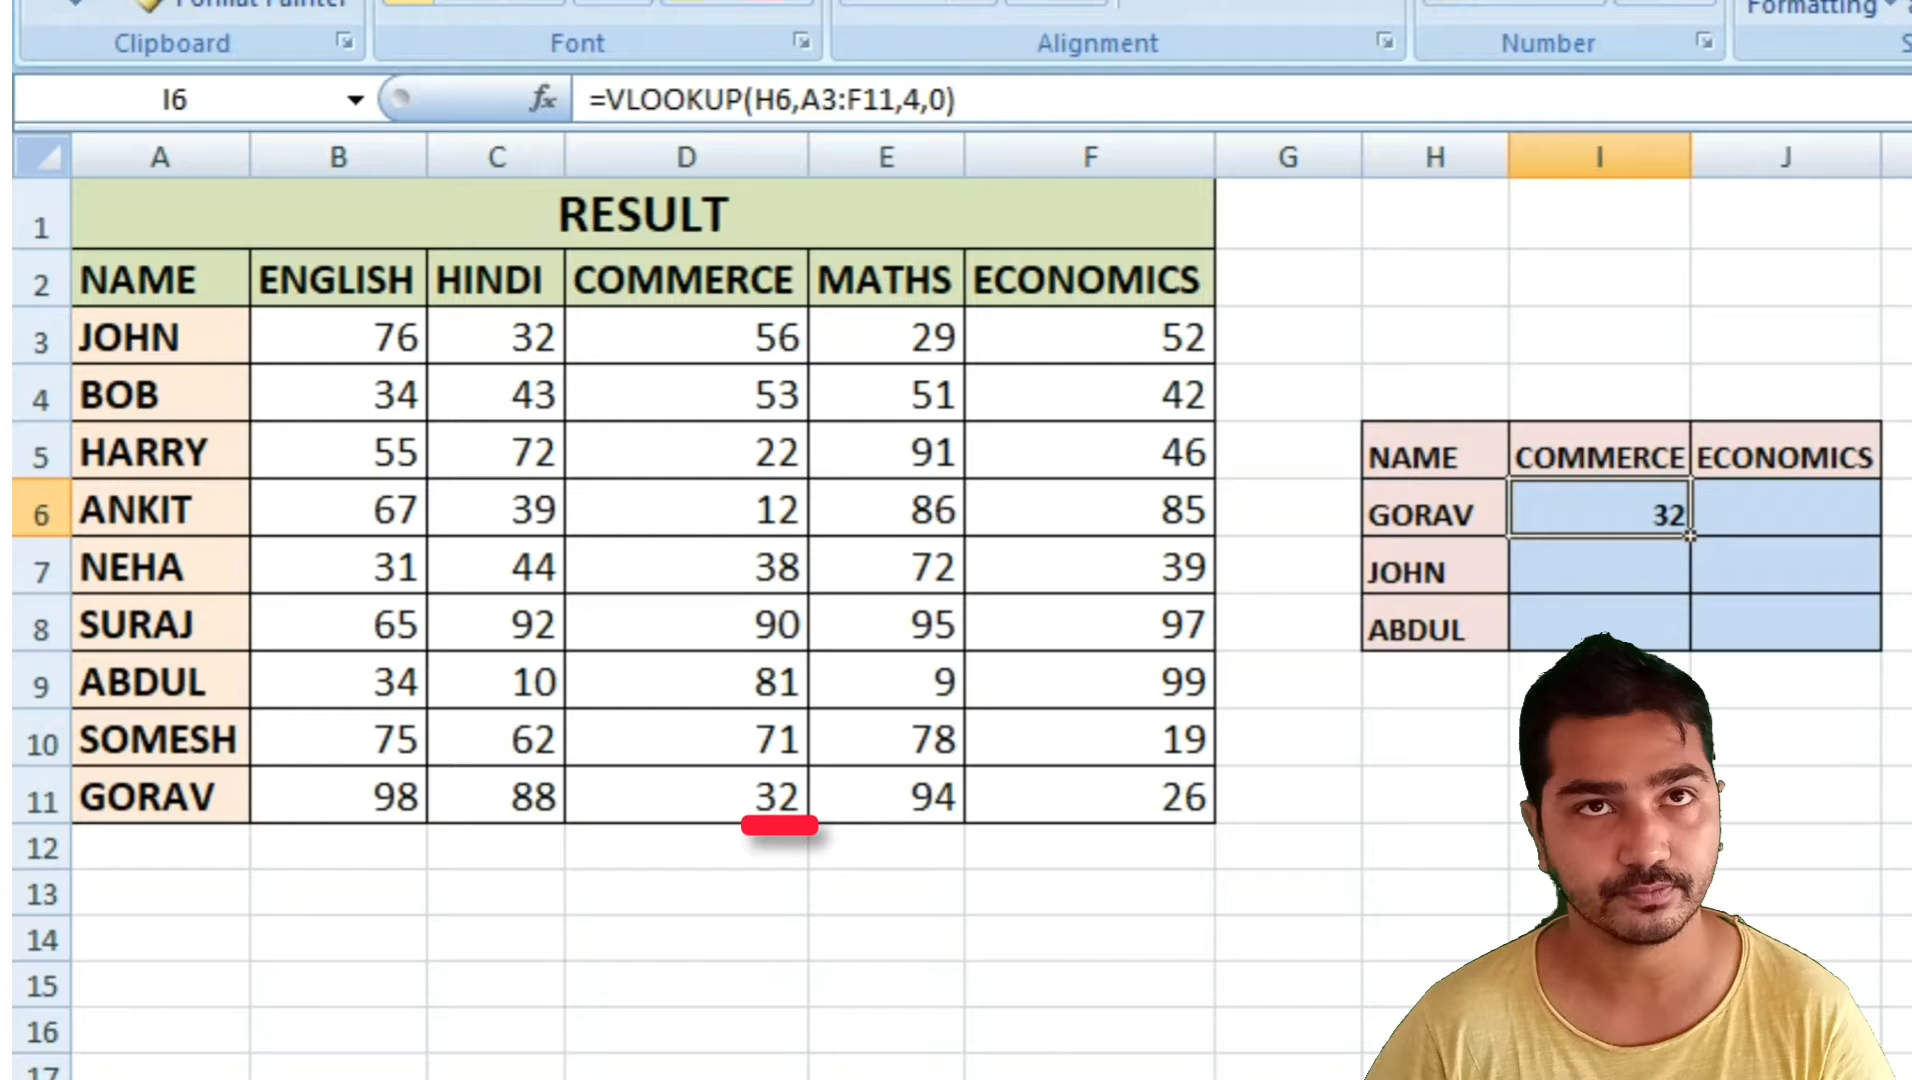 Format Painter
Formatting
Clipboard Font Alignment Number S
I6 fx =VLOOKUP(H6,A3:F11,4,0)
A B C D E F G H I J
1 RESULT
2 NAME ENGLISH HINDI COMMERCE MATHS ECONOMICS
3 JOHN 76 32 56 29 52
4 BOB 34 43 53 51 42
5 HARRY 55 72 22 91 46 NAME COMMERCE ECONOMICS
6 ANKIT 67 39 12 86 85 GORAV 32
7 NEHA 31 44 38 72 39 JOHN
8 SURAJ 65 92 90 95 97 ABDUL
9 ABDUL 34 10 81 9 99
10 SOMESH 75 62 71 78 19
11 GORAV 98 88 32 94 26
12
13
14
15
16
17